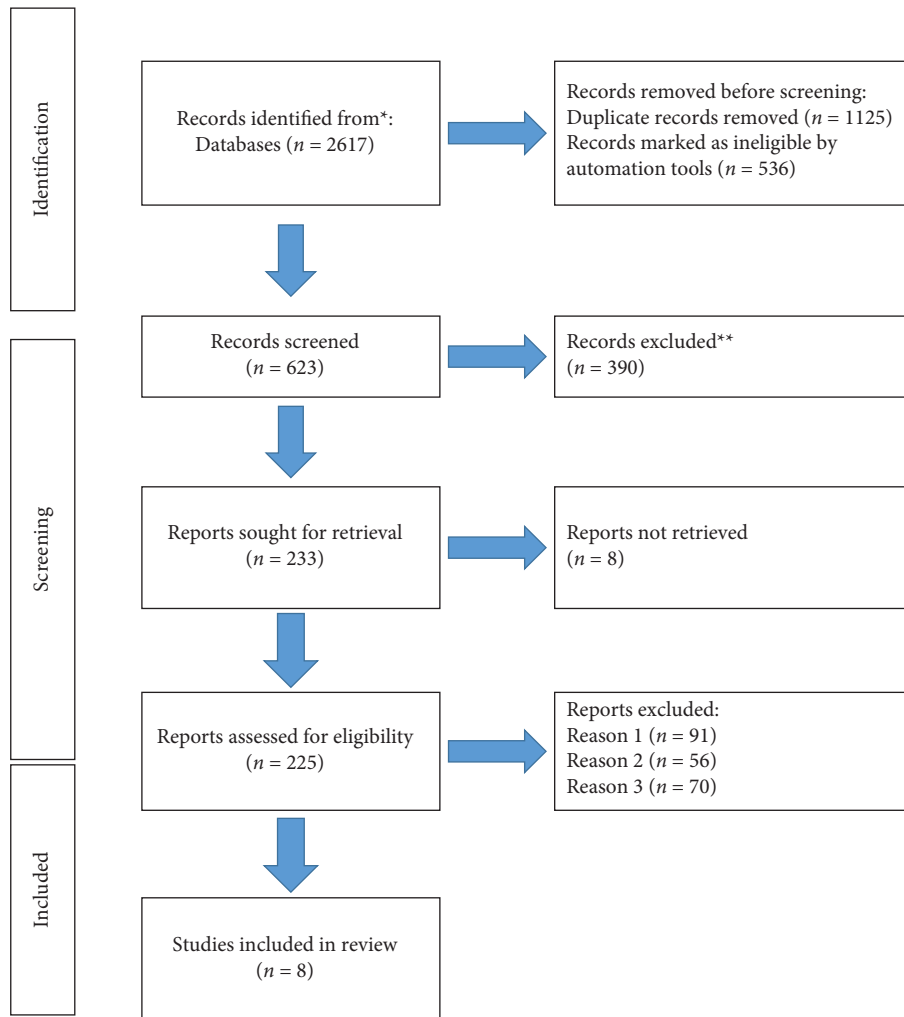 Identification
Records identified from*:
Databases (n = 2617)
Records removed before screening:
Duplicate records removed (n = 1125)
Records marked as ineligible by
automation tools (n = 536)
Screening
Records screened
(n = 623)
Records excluded**
(n = 390)
Reports sought for retrieval
(n = 233)
Reports not retrieved
(n = 8)
Reports assessed for eligibility
(n = 225)
Reports excluded:
Reason 1 (n = 91)
Reason 2 (n = 56)
Reason 3 (n = 70)
Included
Studies included in review
(n = 8)